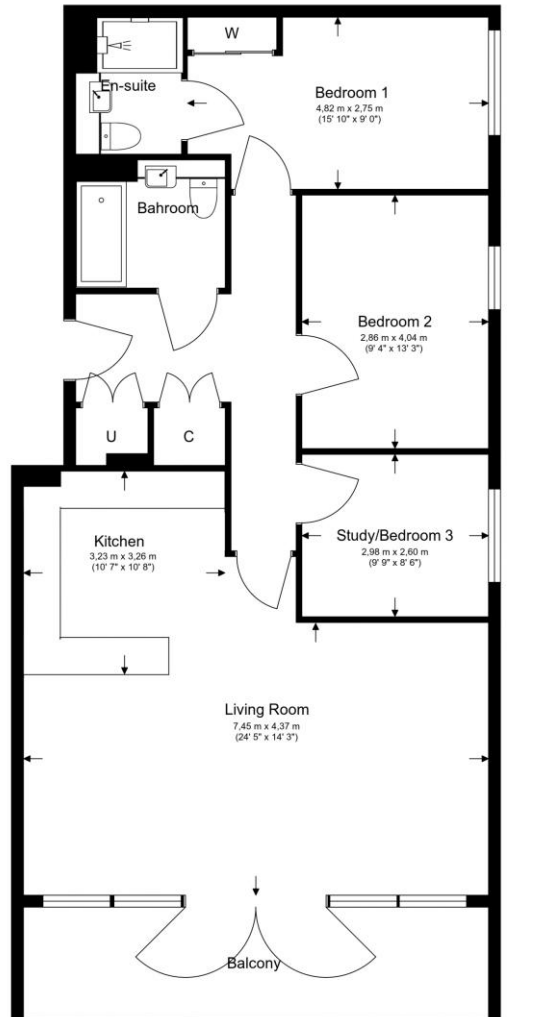 W
En-suite
Bedroom 1
4,82 m x 2,75 m
(15' 10" x 9' 0")
Bahroom
Bedroom 2
2,86 m x 4,04 m
(9' 4" x 13' 3")
U
C
Kitchen
3,23 m x 3,26 m
(10' 7" x 10' 8")
Study/Bedroom 3
2,98 m x 2,60 m
(9' 9" x 8' 6")
Living Room
7,45 m x 4,37 m
(24' 5" x 14' 3")
Balcony